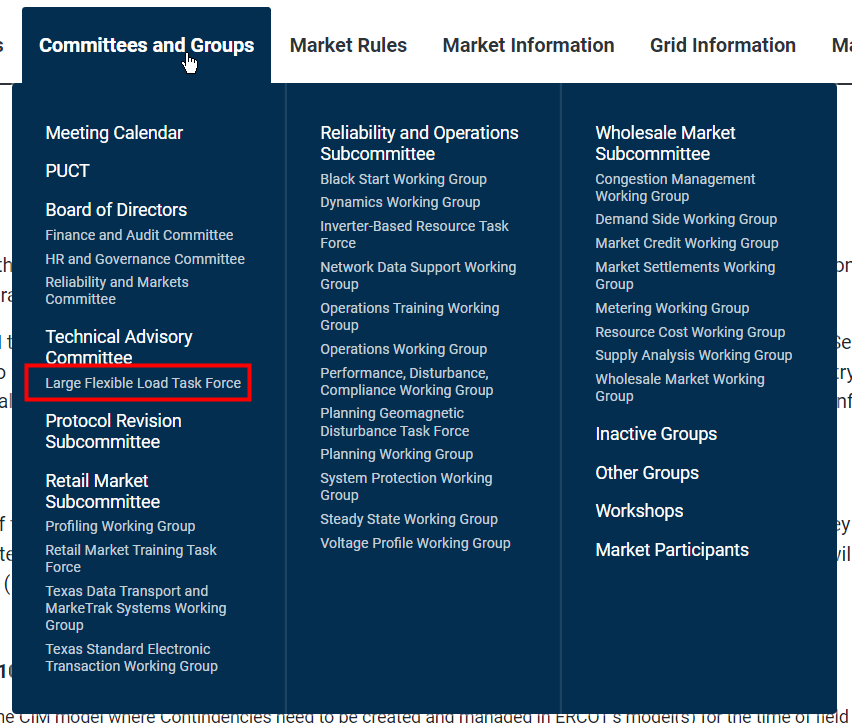 s
Committees and Groups
Market Rules
Market Information
Grid Information
Ma
Meeting Calendar
PUCT
Board of Directors
Finance and Audit Committee
HR and Governance Committee
Reliability and Markets
Committee
Technical Advisory
Committee
Large Flexible Load Task Force
Protocol Revision
Subcommittee
Retail Market
Subcommittee
Profiling Working Group
Retail Market Training Task
Force
Texas Data Transport and
MarkeTrak Systems Working
Group
Texas Standard Electronic
Transaction Working Group
Reliability and Operations
Subcommittee
Black Start Working Group
Dynamics Working Group
Inverter-Based Resource Task
Force
Network Data Support Working
Group
Operations Training Working
Group
Operations Working Group
Performance, Disturbance,
Compliance Working Group
Planning Geomagnetic
Disturbance Task Force
Planning Working Group
System Protection Working
Group
Steady State Working Group
Voltage Profile Working Group
Wholesale Market
Subcommittee
Congestion Management
Working Group
Demand Side Working Group
Market Credit Working Group
Market Settlements Working
Group
Metering Working Group
Resource Cost Working Group
Supply Analysis Working Group
Wholesale Market Working
Group
Inactive Groups
Other Groups
Workshops
Market Participants
he CIM model where Contingencies need to be created and managed in ERCOT's model(s) for the time of field